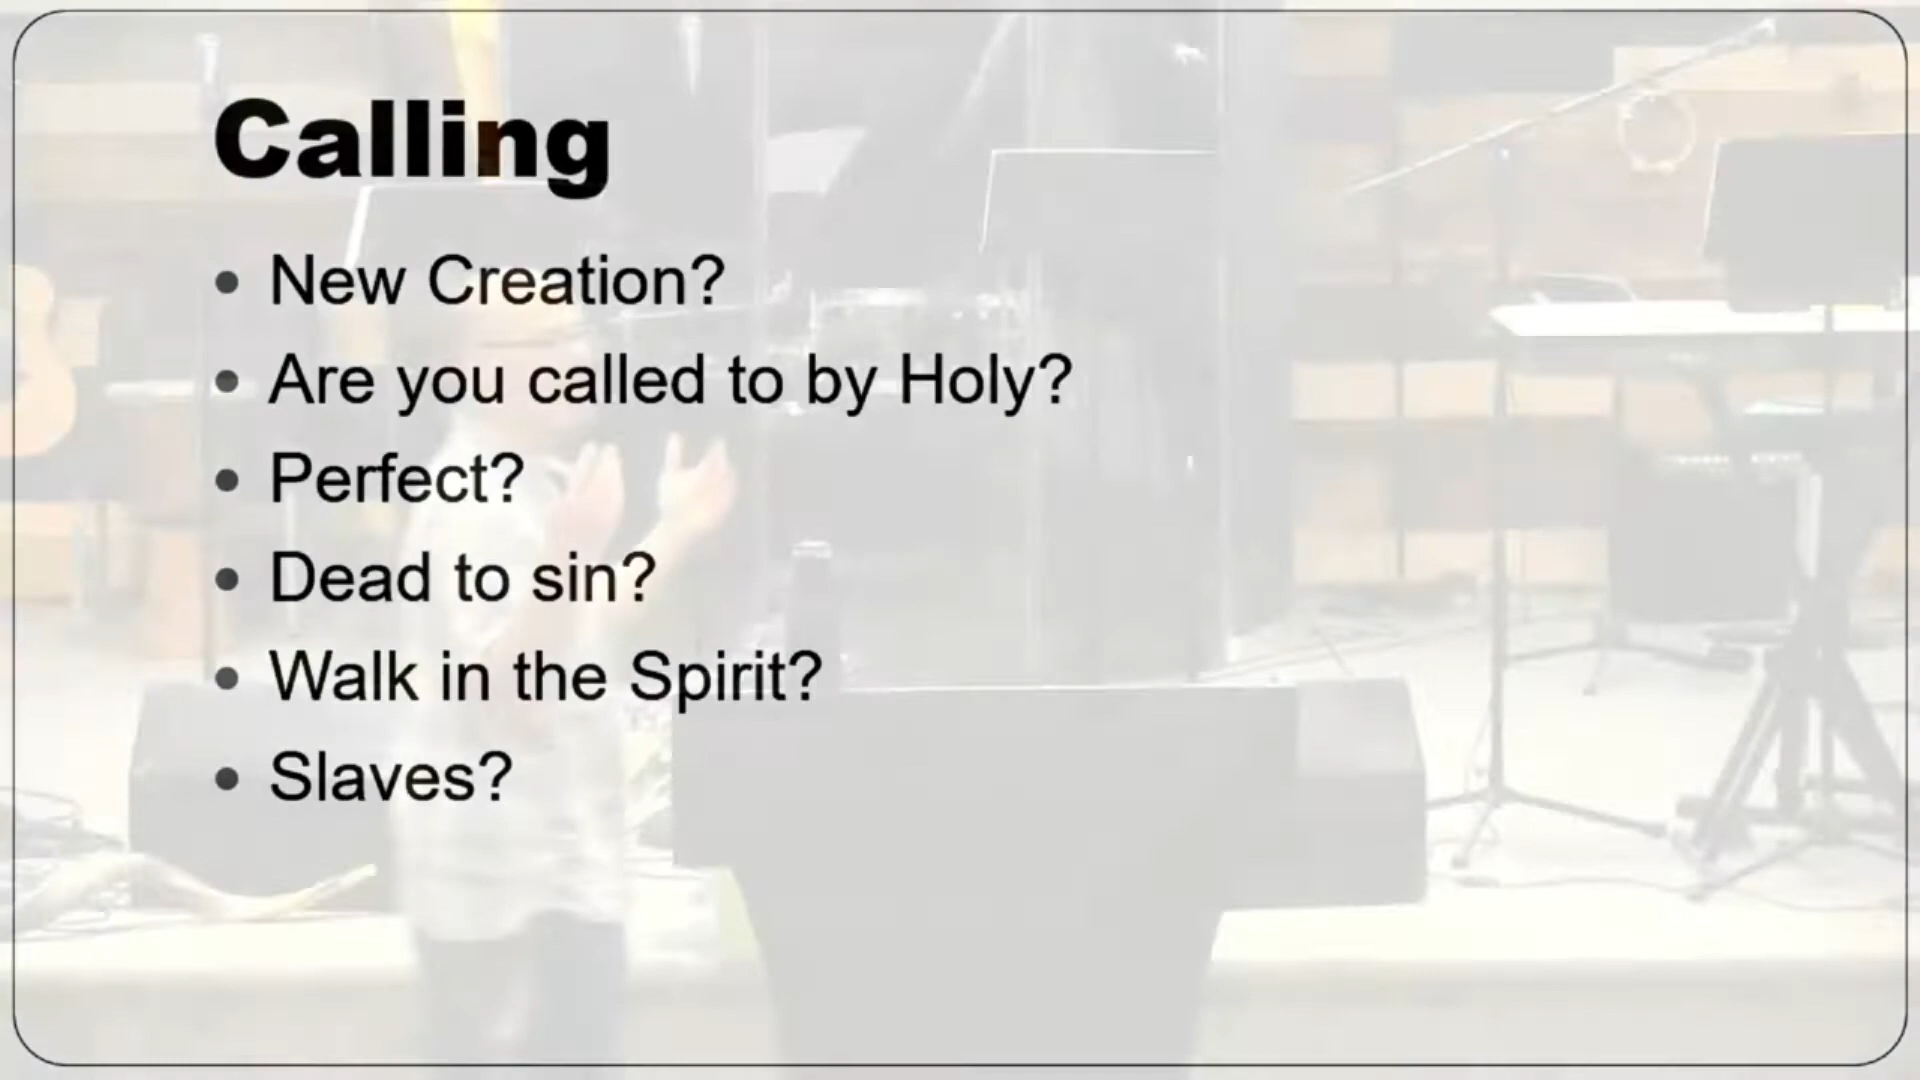 Calling
• New Creation?
• Are you called to by Holy?
• Perfect?
• Dead to sin?
• Walk in the Spirit?
• Slaves?